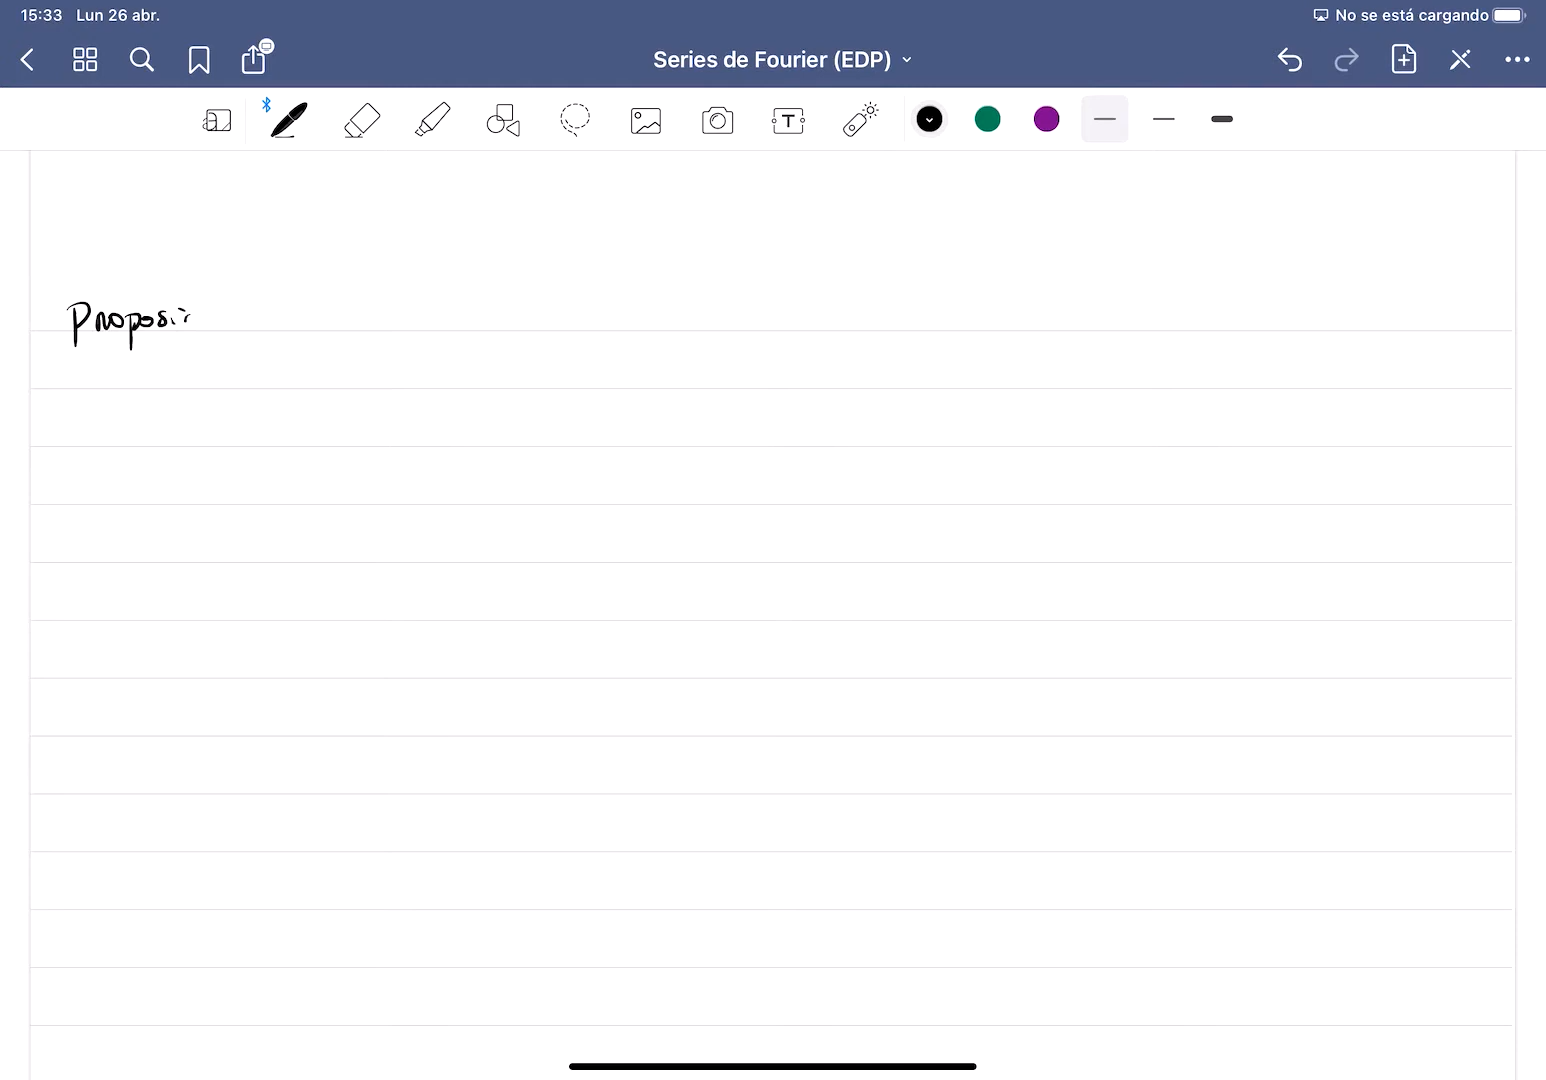 15:33 Lun 26 abr. No se está cargando
Series de Fourier (EDP)
T
Proposi